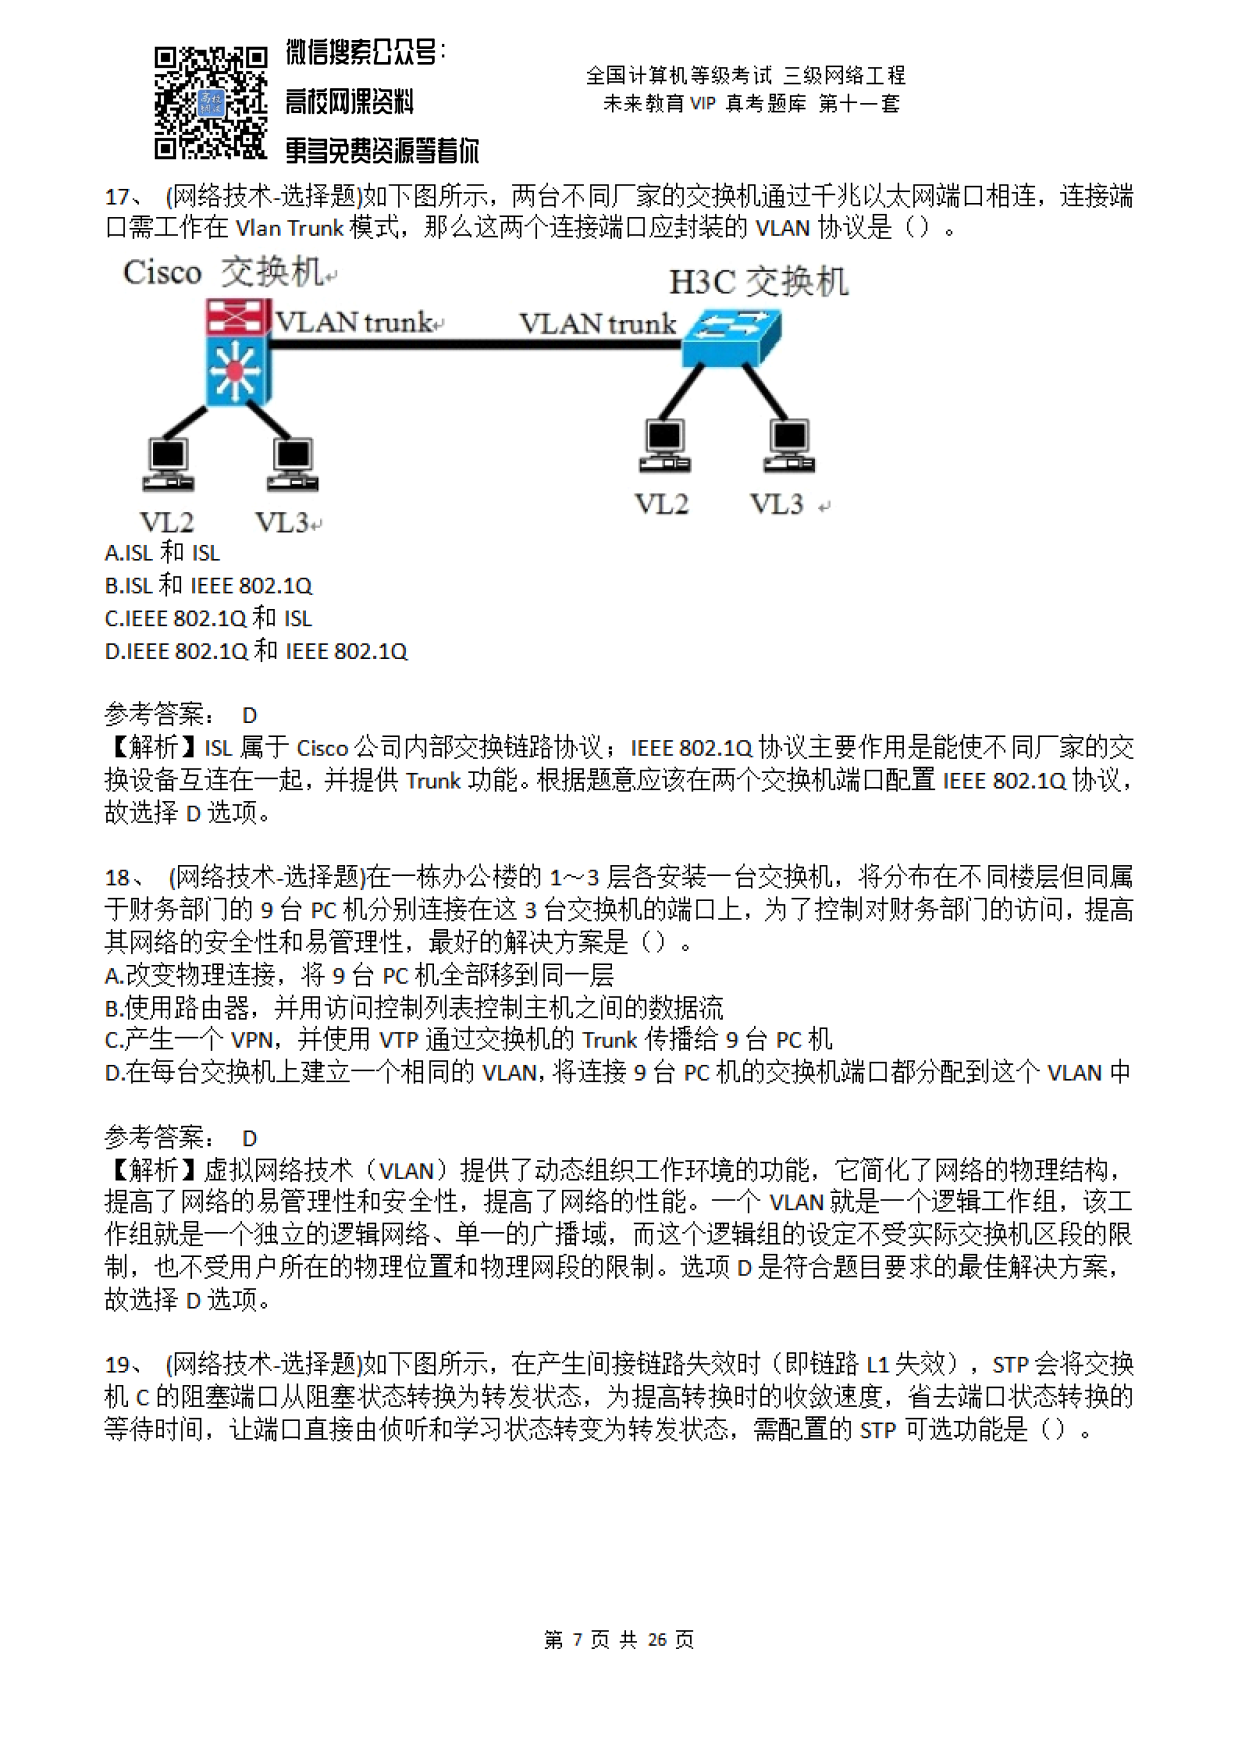 微信搜索公众号：
高校网课资料
更多免费资源等着你
全国计算机等级考试 三级网络工程
未来教育 VIP 真考题库 第十一套
17、 (网络技术-选择题)如下图所示，两台不同厂家的交换机通过千兆以太网端口相连，连接端
口需工作在 Vlan Trunk 模式，那么这两个连接端口应封装的 VLAN 协议是（）。
Cisco 交换机
H3C 交换机
VLAN trunk
VLAN trunk
VL2
VL3
VL2
VL3
A.ISL 和 ISL
B.ISL 和 IEEE 802.1Q
C.IEEE 802.1Q 和 ISL
D.IEEE 802.1Q 和 IEEE 802.1Q
参考答案： D
【解析】ISL 属于 Cisco 公司内部交换链路协议；IEEE 802.1Q 协议主要作用是能使不同厂家的交
换设备互连在一起，并提供 Trunk 功能。根据题意应该在两个交换机端口配置 IEEE 802.1Q 协议，
故选择 D 选项。
18、 (网络技术-选择题)在一栋办公楼的 1～3 层各安装一台交换机，将分布在不同楼层但同属
于财务部门的 9 台 PC 机分别连接在这 3 台交换机的端口上，为了控制对财务部门的访问，提高
其网络的安全性和易管理性，最好的解决方案是（）。
A.改变物理连接，将 9 台 PC 机全部移到同一层
B.使用路由器，并用访问控制列表控制主机之间的数据流
C.产生一个 VPN，并使用 VTP 通过交换机的 Trunk 传播给 9 台 PC 机
D.在每台交换机上建立一个相同的 VLAN，将连接 9 台 PC 机的交换机端口都分配到这个 VLAN 中
参考答案： D
【解析】虚拟网络技术（VLAN）提供了动态组织工作环境的功能，它简化了网络的物理结构，
提高了网络的易管理性和安全性，提高了网络的性能。一个 VLAN 就是一个逻辑工作组，该工
作组就是一个独立的逻辑网络、单一的广播域，而这个逻辑组的设定不受实际交换机区段的限
制，也不受用户所在的物理位置和物理网段的限制。选项 D 是符合题目要求的最佳解决方案，
故选择 D 选项。
19、 (网络技术-选择题)如下图所示，在产生间接链路失效时（即链路 L1 失效），STP 会将交换
机 C 的阻塞端口从阻塞状态转换为转发状态，为提高转换时的收敛速度，省去端口状态转换的
等待时间，让端口直接由侦听和学习状态转变为转发状态，需配置的 STP 可选功能是（）。
第 7 页 共 26 页